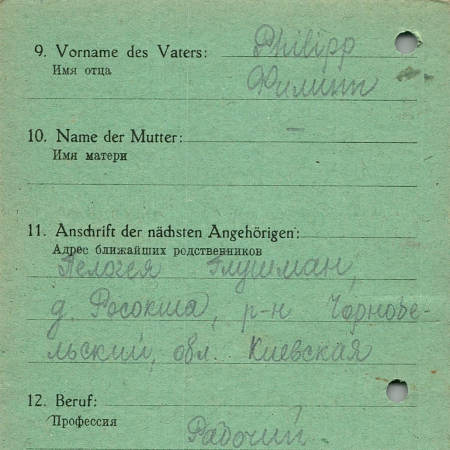 9. Vorname des Vaters: Philipp
Имя отца Филипп
10. Name der Mutter: –
Имя матери
11. Anschrift der nächsten Angehörigen:
Адрес ближайших родственников
Пелогея Глушман,
д. Росокша, р-н Чорнобе-
льский, обл. Киевская
12. Beruf:
Профессия Рабочий